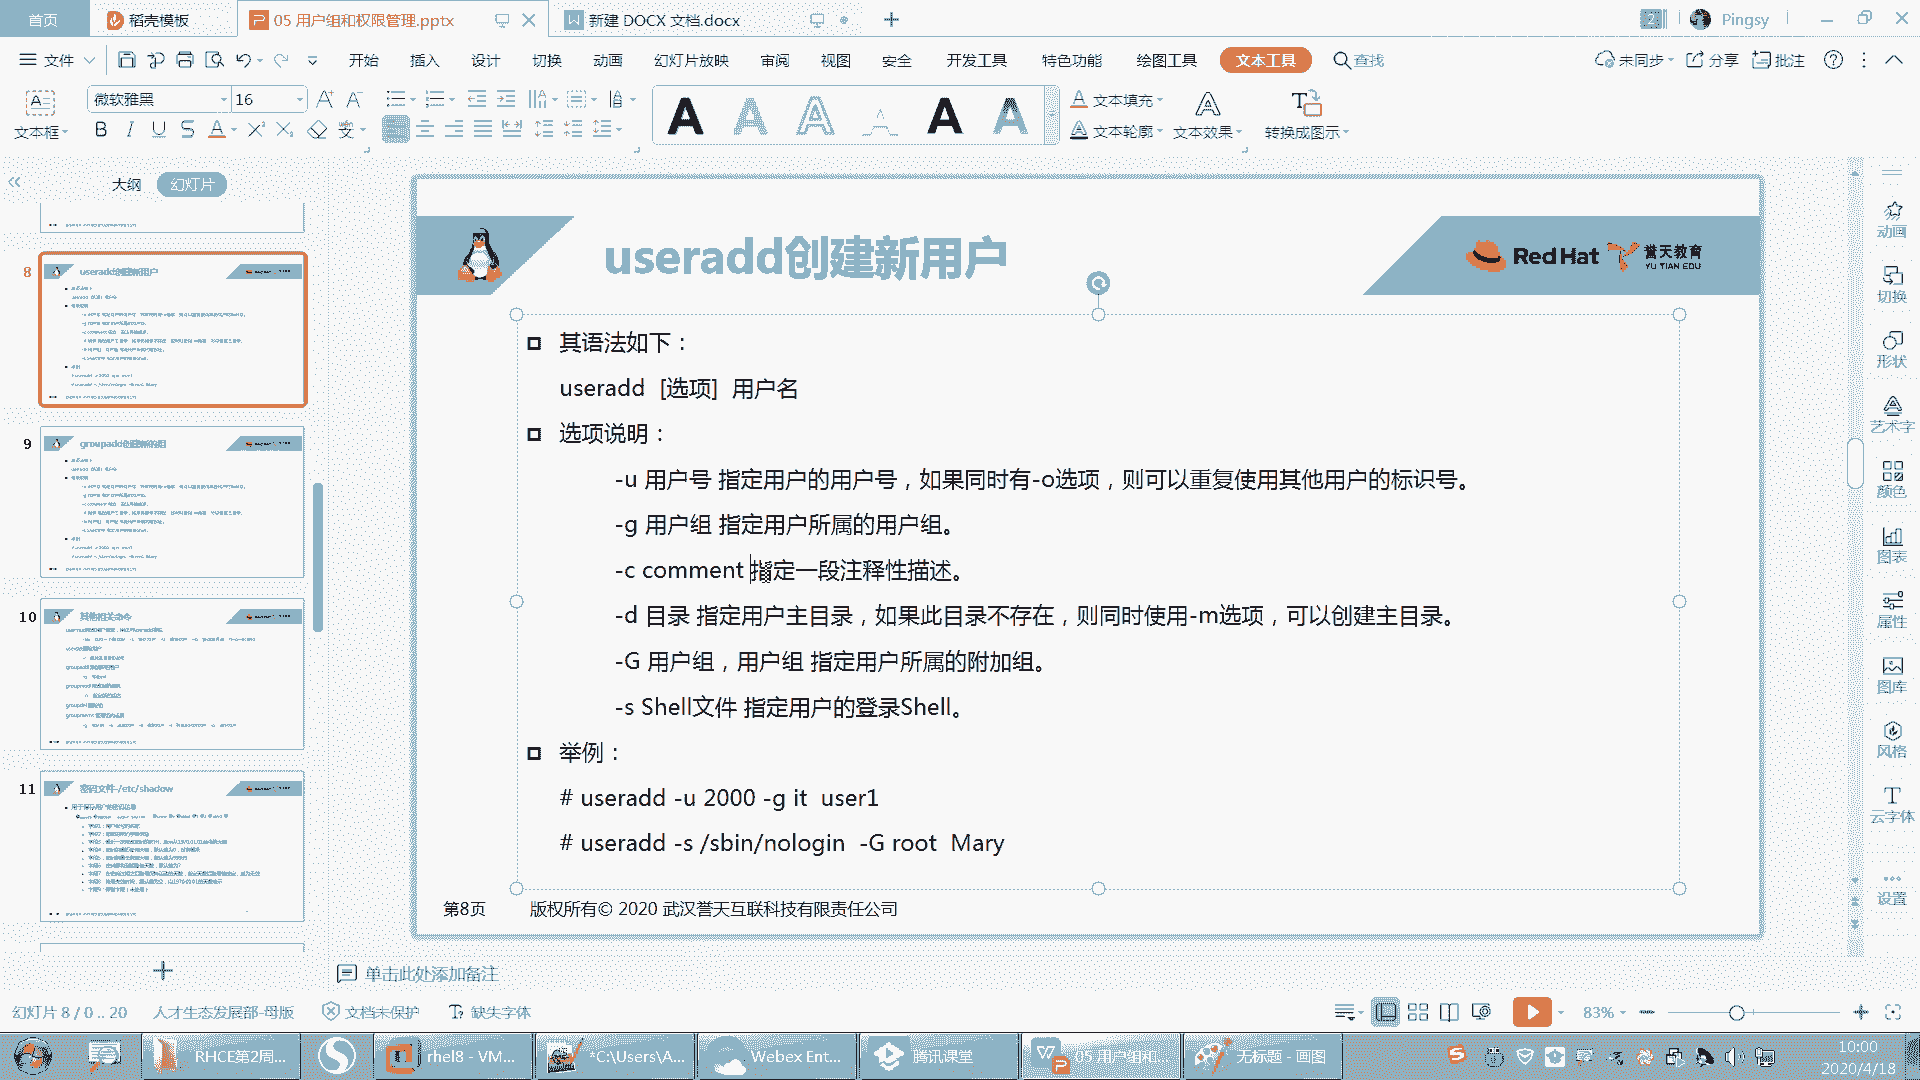 首页 稻壳模板 05 用户组和权限管理.pptx 新建 DOCX 文档.docx Pingsy
文件 开始 插入 设计 切换 动画 幻灯片放映 审阅 视图 安全 开发工具 特色功能 绘图工具 文本工具 查找 未同步 分享 批注
微软雅黑 16
文本框 文本填充 文本轮廓 文本效果 转换成图示
大纲 幻灯片
8
useradd创建新用户
9
10
其他相关命令
11
密码文件-/etc/shadow
useradd创建新用户
Red Hat 誉天教育
YU TIAN EDU
其语法如下：
useradd [选项] 用户名
选项说明：
-u 用户号 指定用户的用户号，如果同时有-o选项，则可以重复使用其他用户的标识号。
-g 用户组 指定用户所属的用户组。
-c comment 指定一段注释性描述。
-d 目录 指定用户主目录，如果此目录不存在，则同时使用-m选项，可以创建主目录。
-G 用户组，用户组 指定用户所属的附加组。
-s Shell文件 指定用户的登录Shell。
举例：
# useradd -u 2000 -g it user1
# useradd -s /sbin/nologin -G root Mary
第8页 版权所有© 2020 武汉誉天互联科技有限责任公司
动画
切换
形状
艺术字
颜色
图表
属性
图库
风格
云字体
设置
单击此处添加备注
幻灯片 8 / 0 .. 20 人才生态发展部-母版 文档未保护 缺失字体 83%
RHCE第2周... rhel8 - VM... *C:\Users\A... Webex Ent... 腾讯课堂 05 用户组和... 无标题 - 画图
10:00
2020/4/18